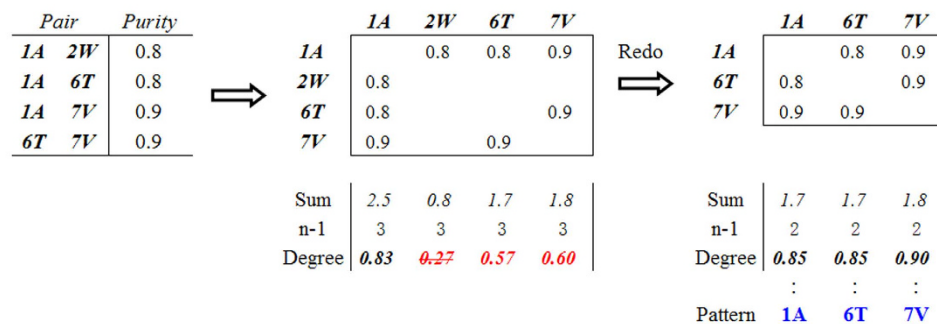 Pair Purity
1A 2W 0.8
1A 6T 0.8
1A 7V 0.9
6T 7V 0.9
1A 2W 6T 7V
1A 0.8 0.8 0.9
2W 0.8
6T 0.8 0.9
7V 0.9 0.9
Sum 2.5 0.8 1.7 1.8
n-1 3 3 3 3
Degree 0.83 0.27 0.57 0.60
Redo
1A 6T 7V
1A 0.8 0.9
6T 0.8 0.9
7V 0.9 0.9
Sum 1.7 1.7 1.8
n-1 2 2 2
Degree 0.85 0.85 0.90
: : :
Pattern 1A 6T 7V